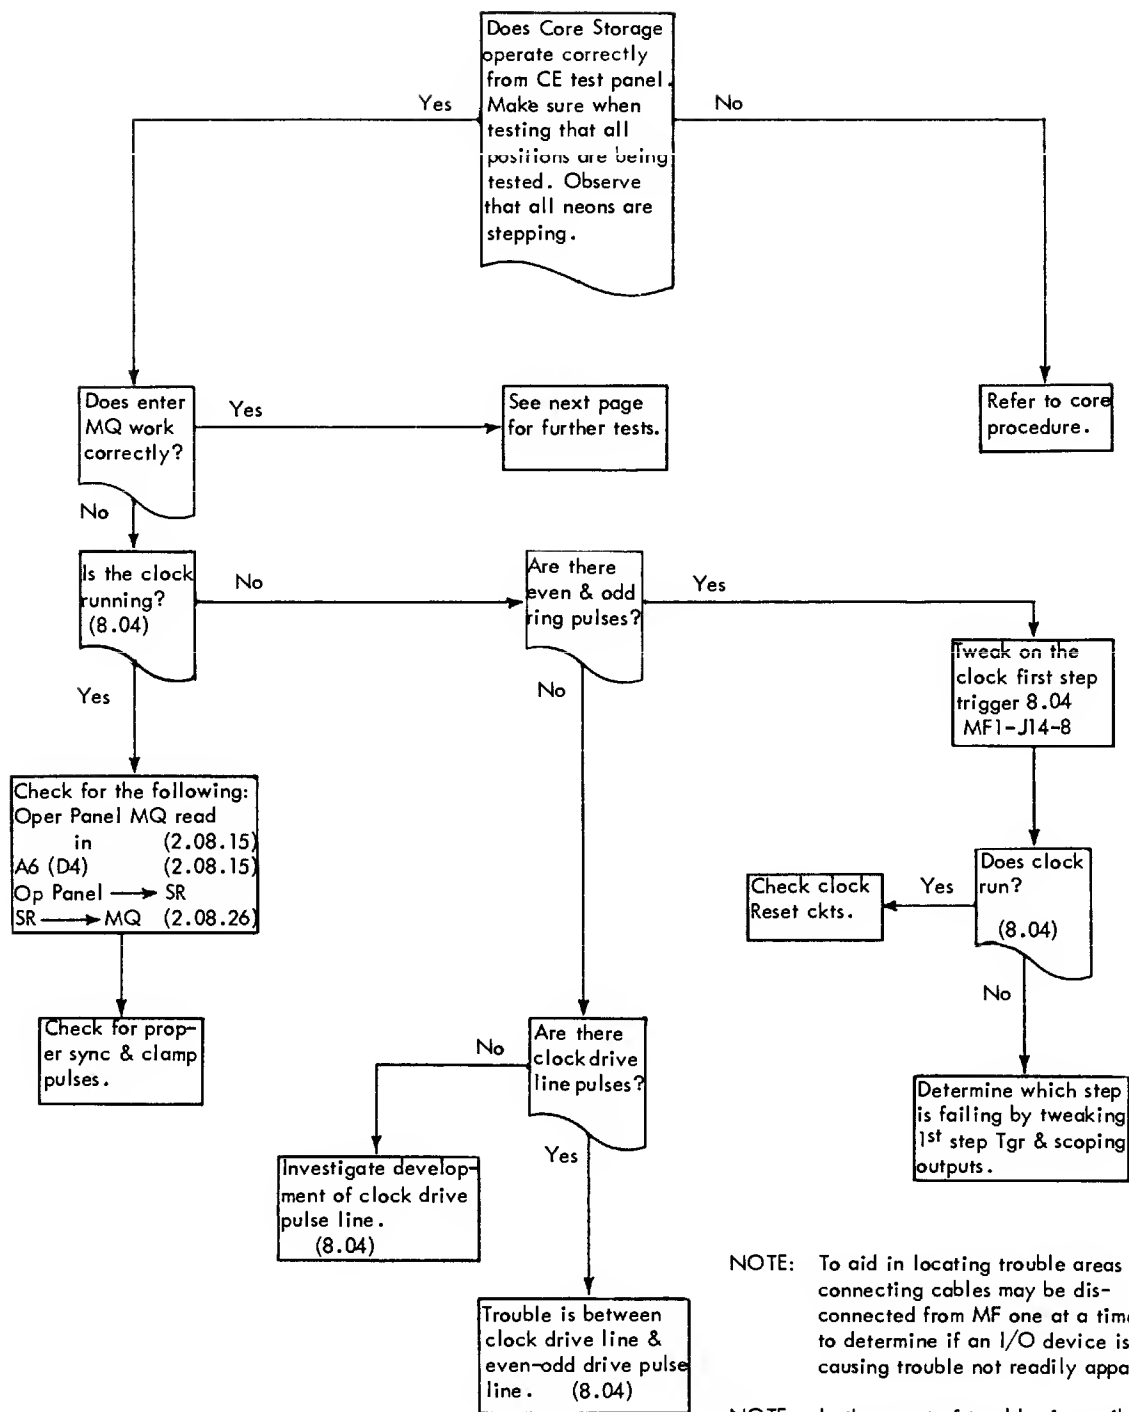 Does Core Storage
operate correctly
from CE test panel.
Make sure when
testing that all
positions are being
tested. Observe
that all neons are
stepping.
Yes
No
Does enter
MQ work
correctly?
Yes
See next page
for further tests.
Refer to core
procedure.
No
Is the clock
running?
(8.04)
No
Are there
even & odd
ring pulses?
Yes
Tweak on the
clock first step
trigger 8.04
MF1-J14-8
Yes
No
Check for the following:
Oper Panel MQ read
in (2.08.15)
A6 (D4) (2.08.15)
Op Panel → SR
SR → MQ (2.08.26)
Does clock
run?
(8.04)
Yes
Check clock
Reset ckts.
No
Check for prop-
er sync & clamp
pulses.
Are there
clock drive
line pulses?
No
Yes
Determine which step
is failing by tweaking
1st step Tgr & scoping
outputs.
Investigate develop-
ment of clock drive
pulse line.
(8.04)
Trouble is between
clock drive line &
even-odd drive pulse
line. (8.04)
NOTE: To aid in locating trouble areas
connecting cables may be dis-
connected from MF one at a time
to determine if an I/O device is
causing trouble not readily appa